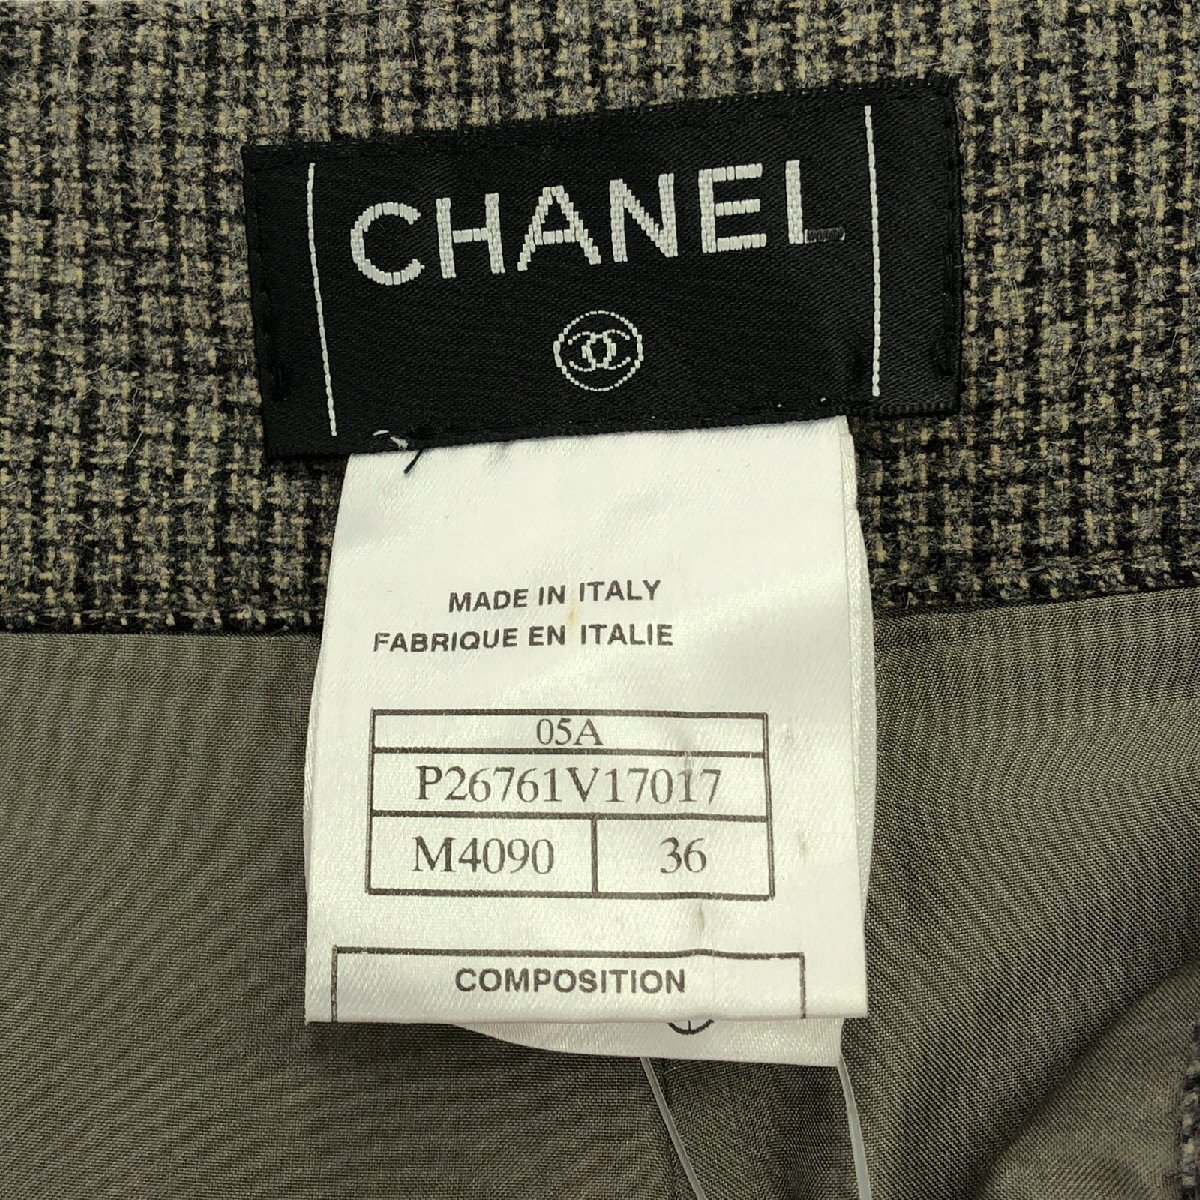 CHANEL
MADE IN ITALY
FABRIQUE EN ITALIE
05A
P26761V17017
M4090 36
COMPOSITION